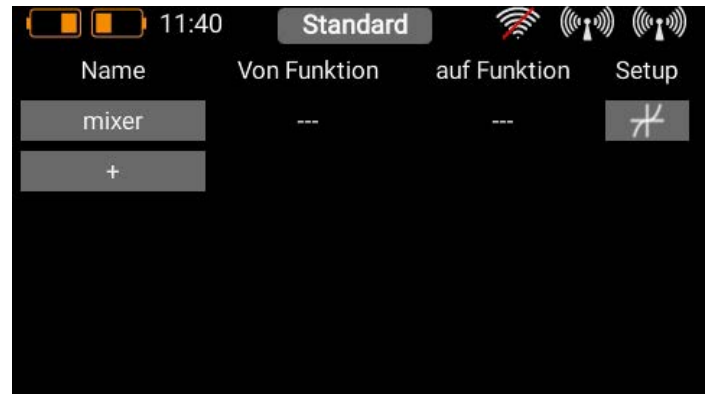 11:40 Standard
Name Von Funktion auf Funktion Setup
mixer --- ---
+